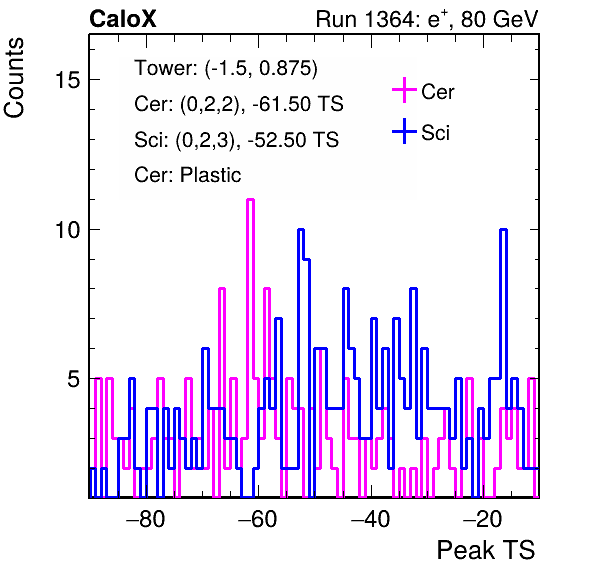 CaloX Run 1364: e⁺, 80 GeV
Counts
Tower: (-1.5, 0.875)
Cer: (0,2,2), -61.50 TS
Sci: (0,2,3), -52.50 TS
Cer: Plastic
Cer
Sci
15
10
5
−80 −60 −40 −20
Peak TS